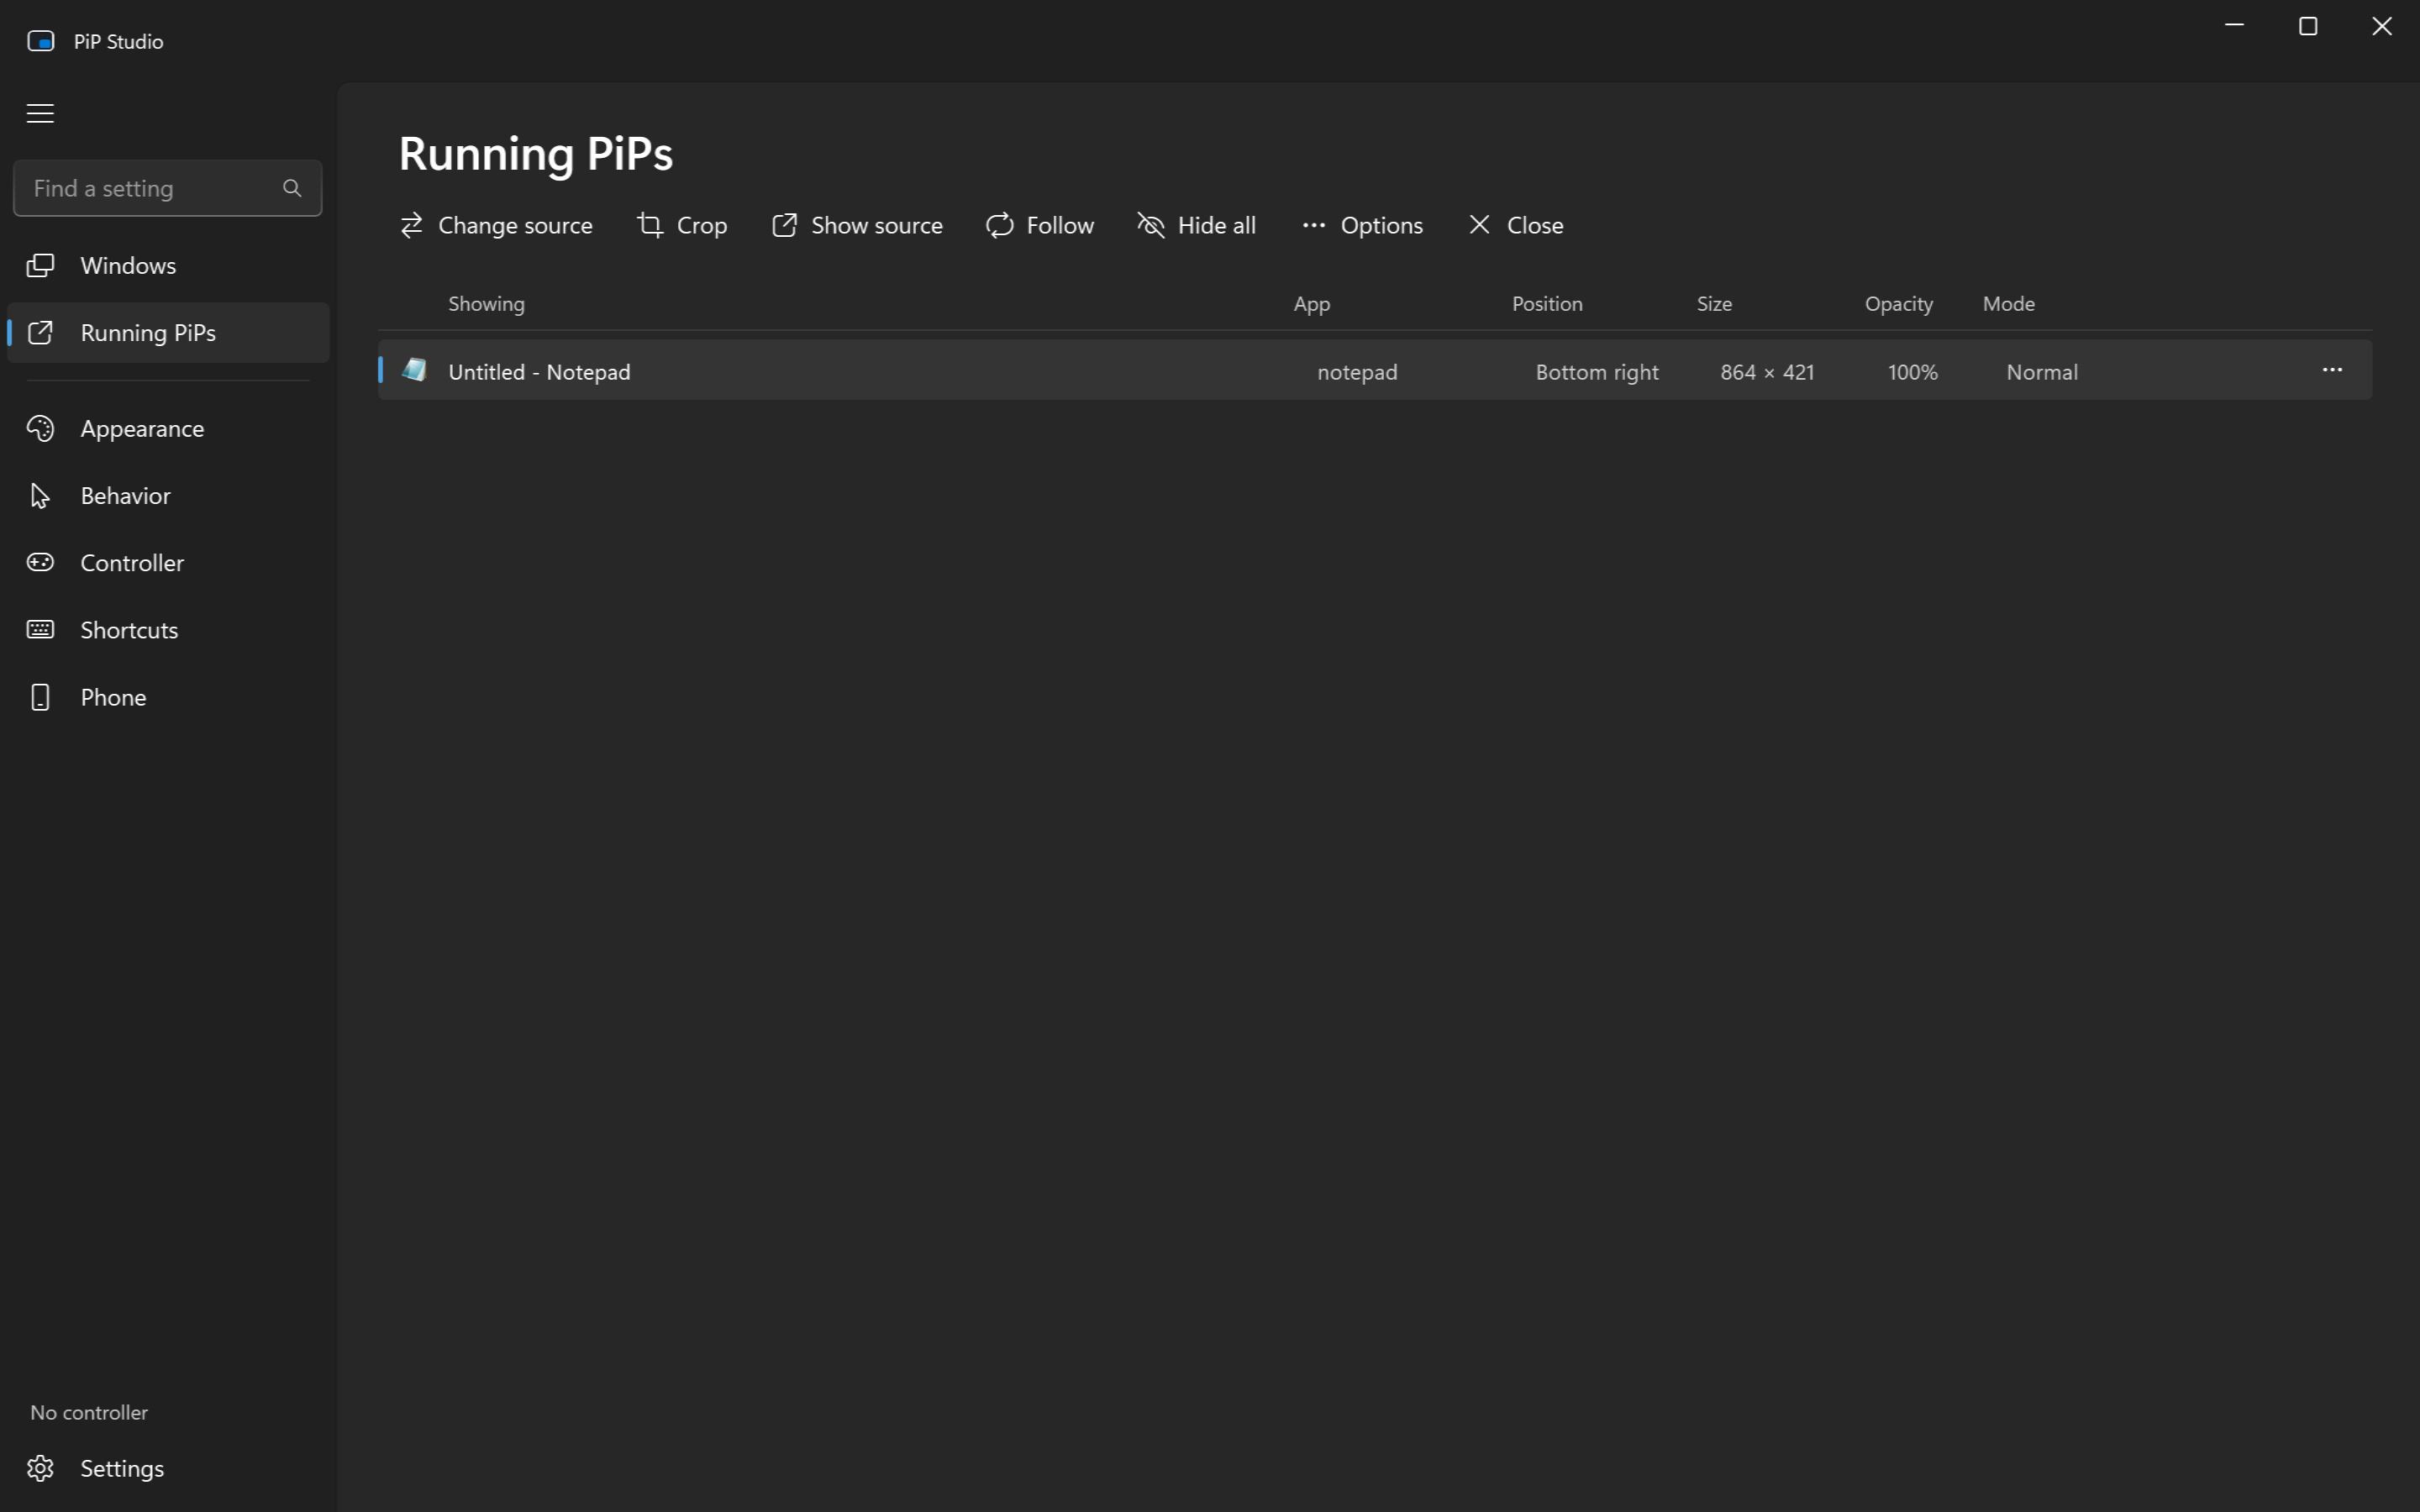 PiP Studio
Find a setting
Windows
Running PiPs
Appearance
Behavior
Controller
Shortcuts
Phone
No controller
Settings
Running PiPs
Change source Crop Show source Follow Hide all Options Close
Showing App Position Size Opacity Mode
Untitled - Notepad notepad Bottom right 864 × 421 100% Normal